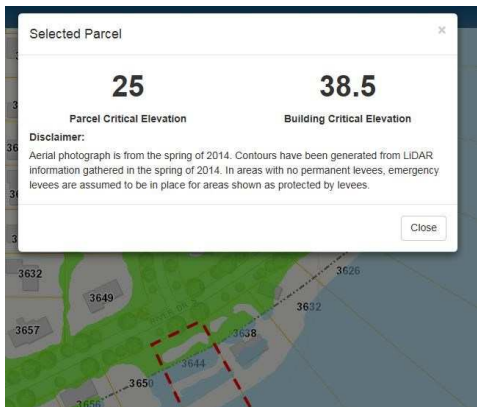 Selected Parcel ×
25 38.5
Parcel Critical Elevation Building Critical Elevation
Disclaimer:
Aerial photograph is from the spring of 2014. Contours have been generated from LiDAR
information gathered in the spring of 2014. In areas with no permanent levees, emergency
levees are assumed to be in place for areas shown as protected by levees.
Close
3632
3626
3649
3632
3657
3638
3644
3650
3656